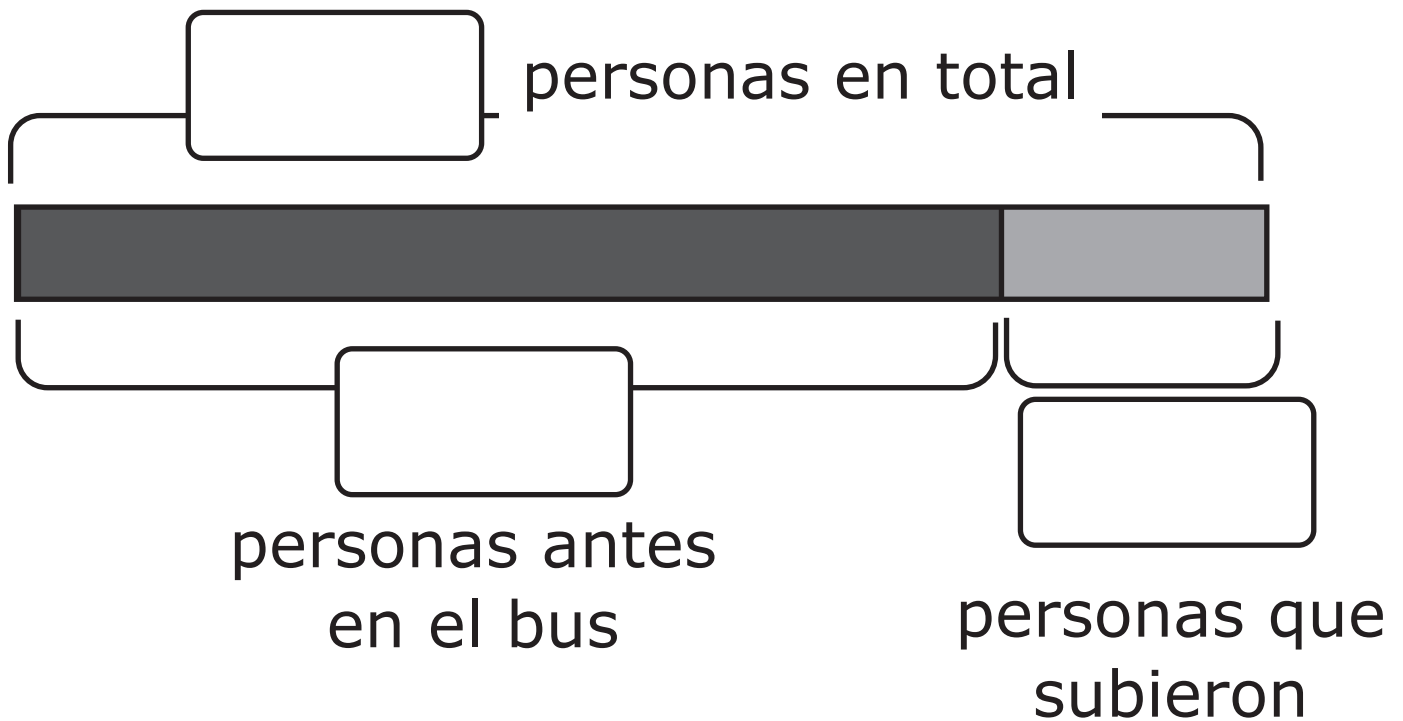 personas en total
personas antes
en el bus
personas que
subieron